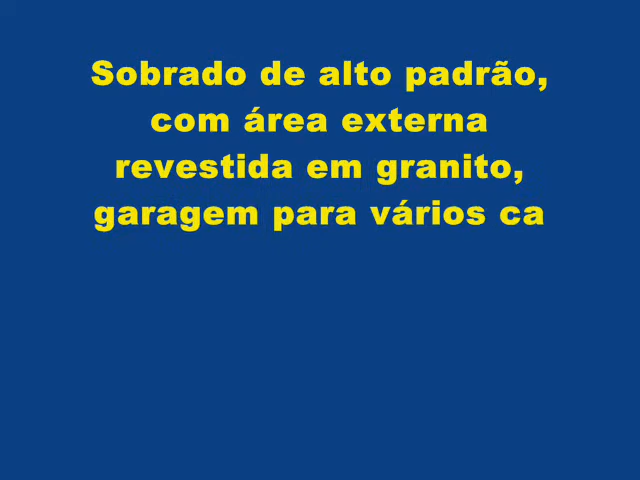 Sobrado de alto padrão,
com área externa
revestida em granito,
garagem para vários ca